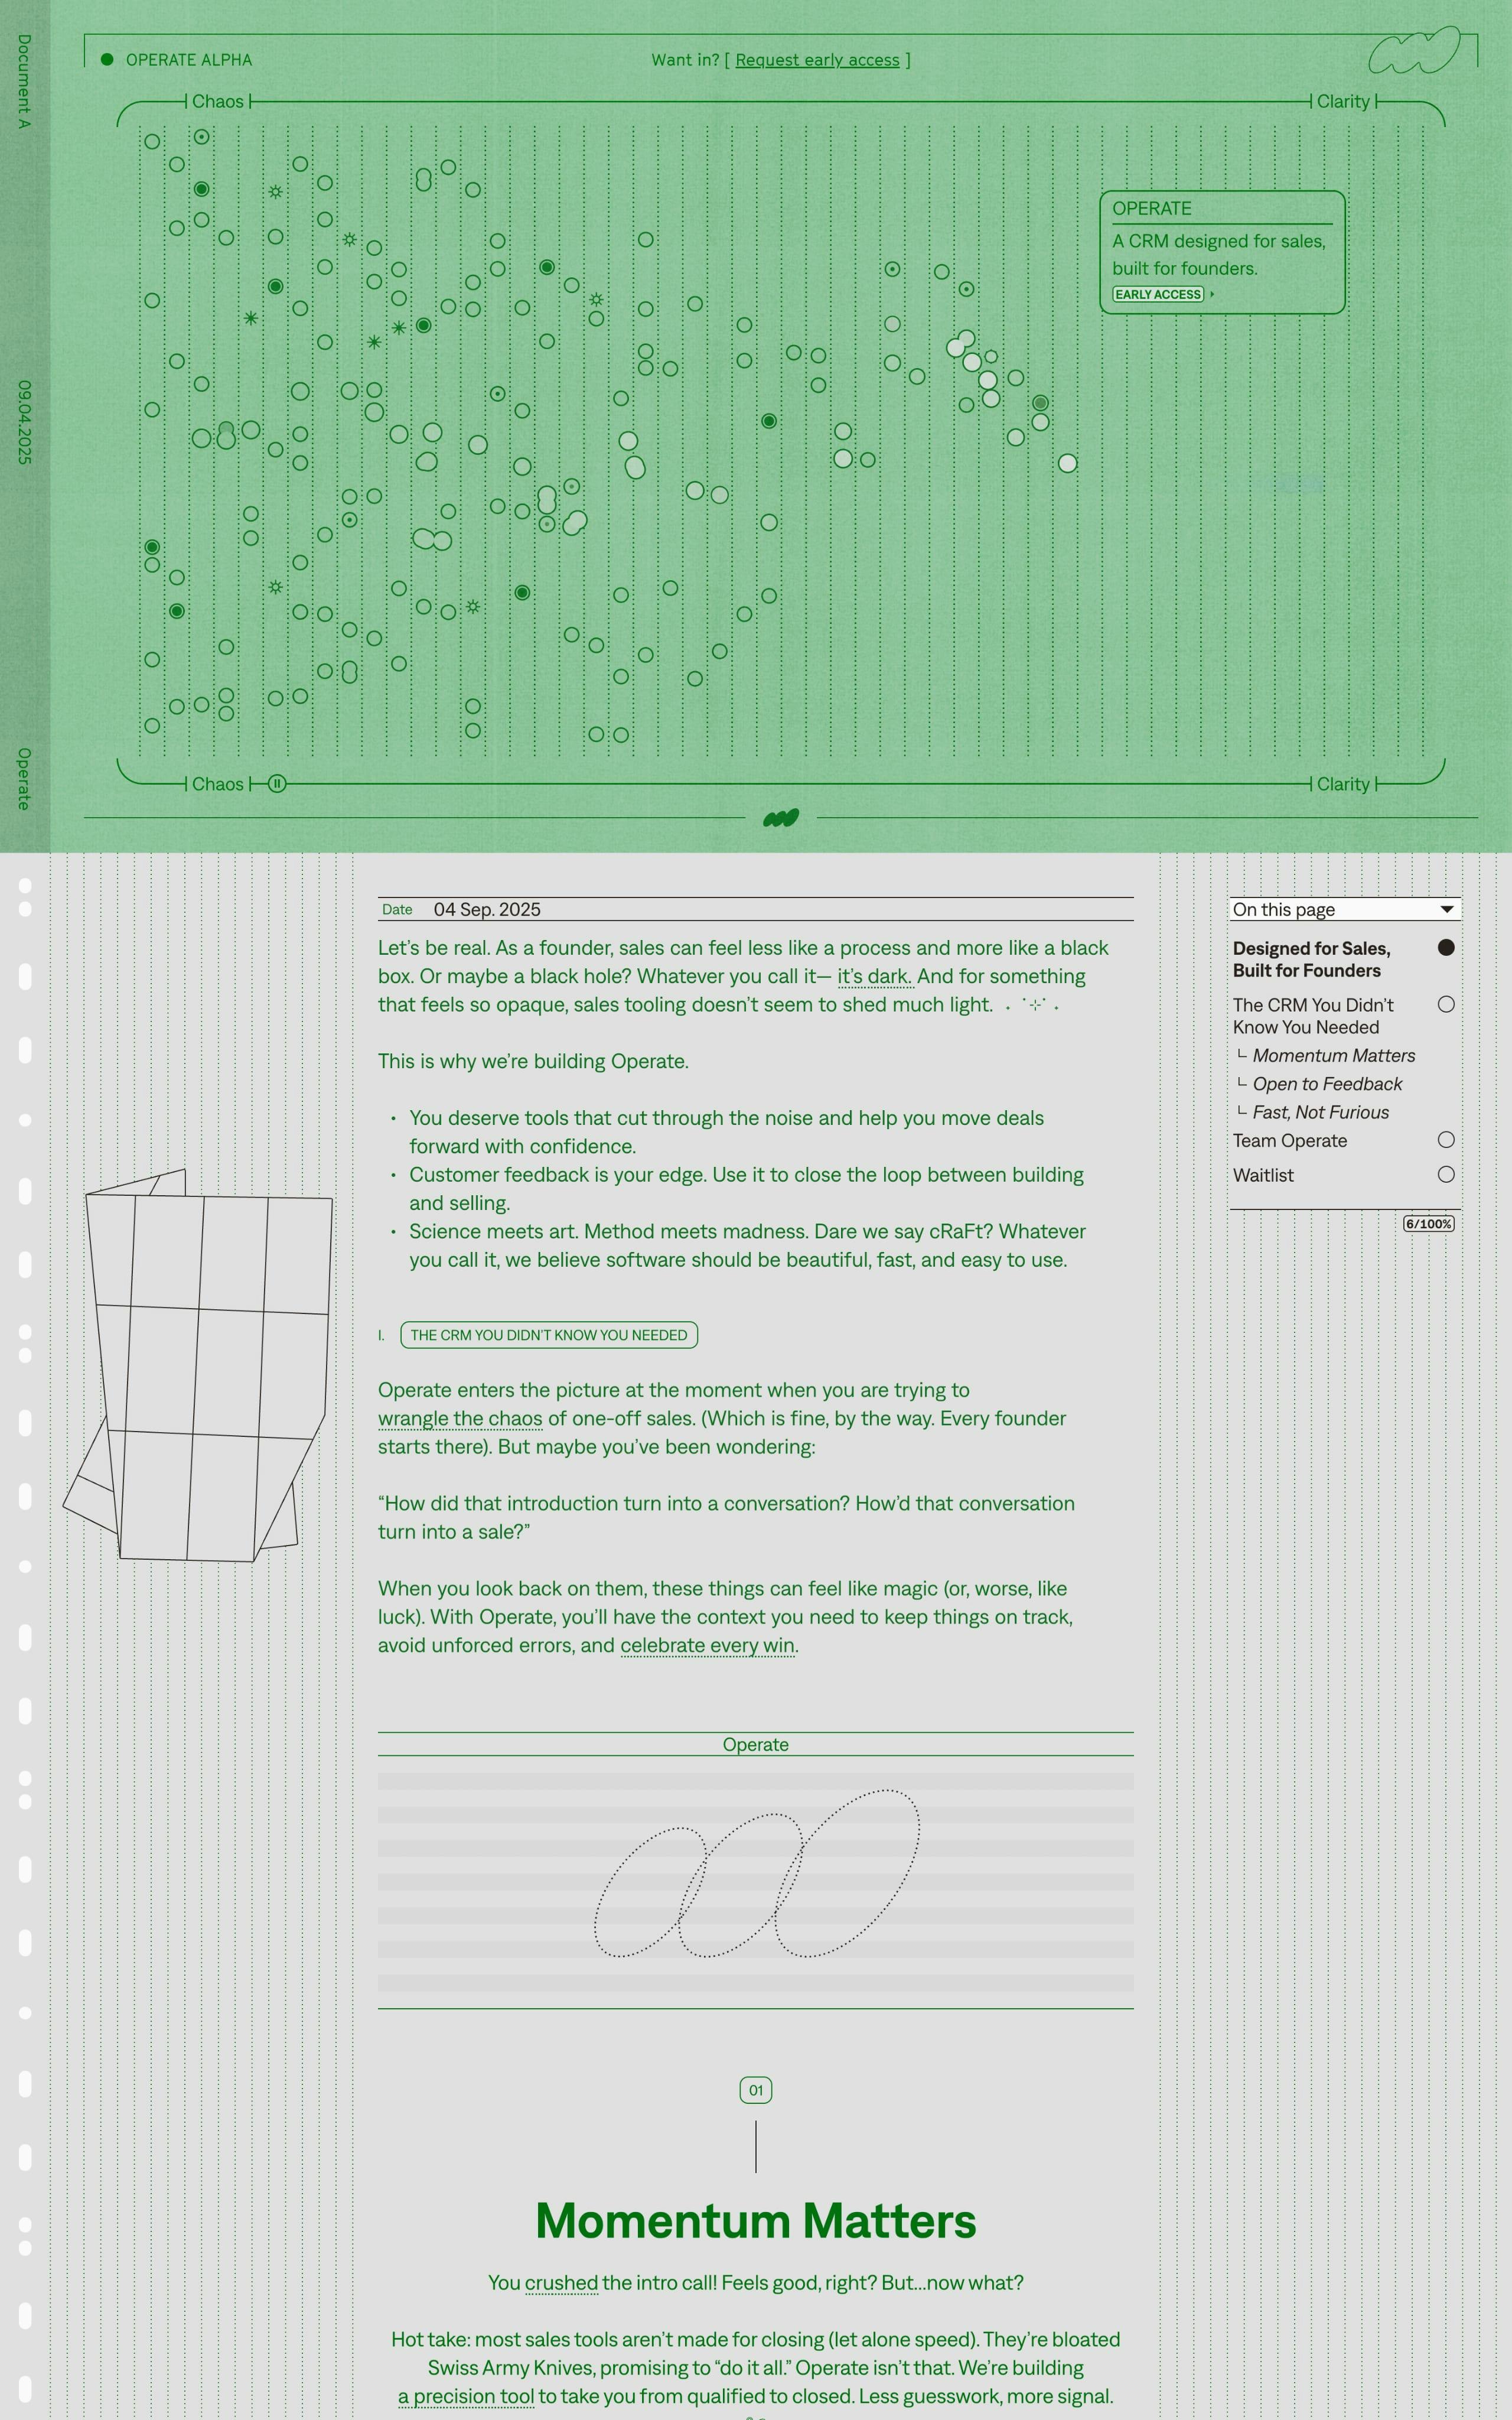 Document A
09.04.2025
Operate
OPERATE ALPHA
Want in? [ Request early access ]
Chaos
Clarity
OPERATE
A CRM designed for sales,
built for founders.
EARLY ACCESS
Chaos
Clarity
Date 04 Sep. 2025
Let’s be real. As a founder, sales can feel less like a process and more like a black
box. Or maybe a black hole? Whatever you call it— it’s dark. And for something
that feels so opaque, sales tooling doesn’t seem to shed much light.
This is why we’re building Operate.
• You deserve tools that cut through the noise and help you move deals
forward with confidence.
• Customer feedback is your edge. Use it to close the loop between building
and selling.
• Science meets art. Method meets madness. Dare we say cRaFt? Whatever
you call it, we believe software should be beautiful, fast, and easy to use.
I. THE CRM YOU DIDN’T KNOW YOU NEEDED
Operate enters the picture at the moment when you are trying to
wrangle the chaos of one-off sales. (Which is fine, by the way. Every founder
starts there). But maybe you’ve been wondering:
“How did that introduction turn into a conversation? How’d that conversation
turn into a sale?”
When you look back on them, these things can feel like magic (or, worse, like
luck). With Operate, you’ll have the context you need to keep things on track,
avoid unforced errors, and celebrate every win.
Operate
01
Momentum Matters
You crushed the intro call! Feels good, right? But...now what?
Hot take: most sales tools aren’t made for closing (let alone speed). They’re bloated
Swiss Army Knives, promising to “do it all.” Operate isn’t that. We’re building
a precision tool to take you from qualified to closed. Less guesswork, more signal.
On this page
Designed for Sales,
Built for Founders
The CRM You Didn’t
Know You Needed
└ Momentum Matters
└ Open to Feedback
└ Fast, Not Furious
Team Operate
Waitlist
6/100%